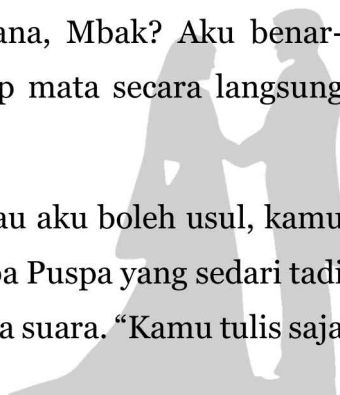 ana, Mbak? Aku benar-
p mata secara langsung
au aku boleh usul, kamu
a Puspa yang sedari tadi
a suara. “Kamu tulis saja